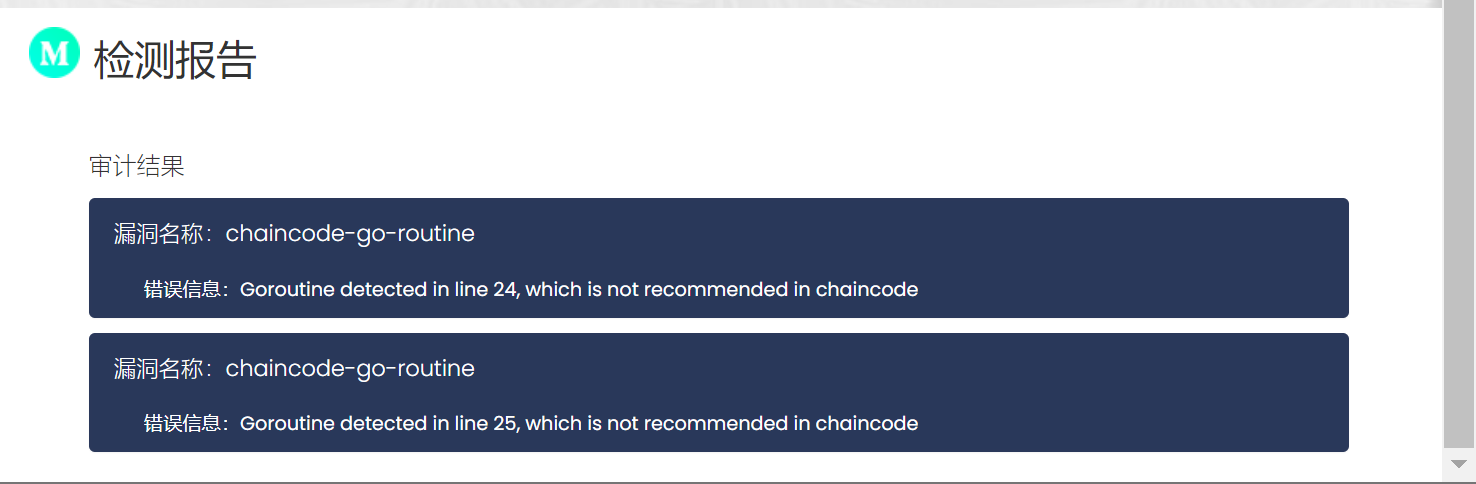 M 检测报告
审计结果
漏洞名称：chaincode-go-routine
错误信息：Goroutine detected in line 24, which is not recommended in chaincode
漏洞名称：chaincode-go-routine
错误信息：Goroutine detected in line 25, which is not recommended in chaincode